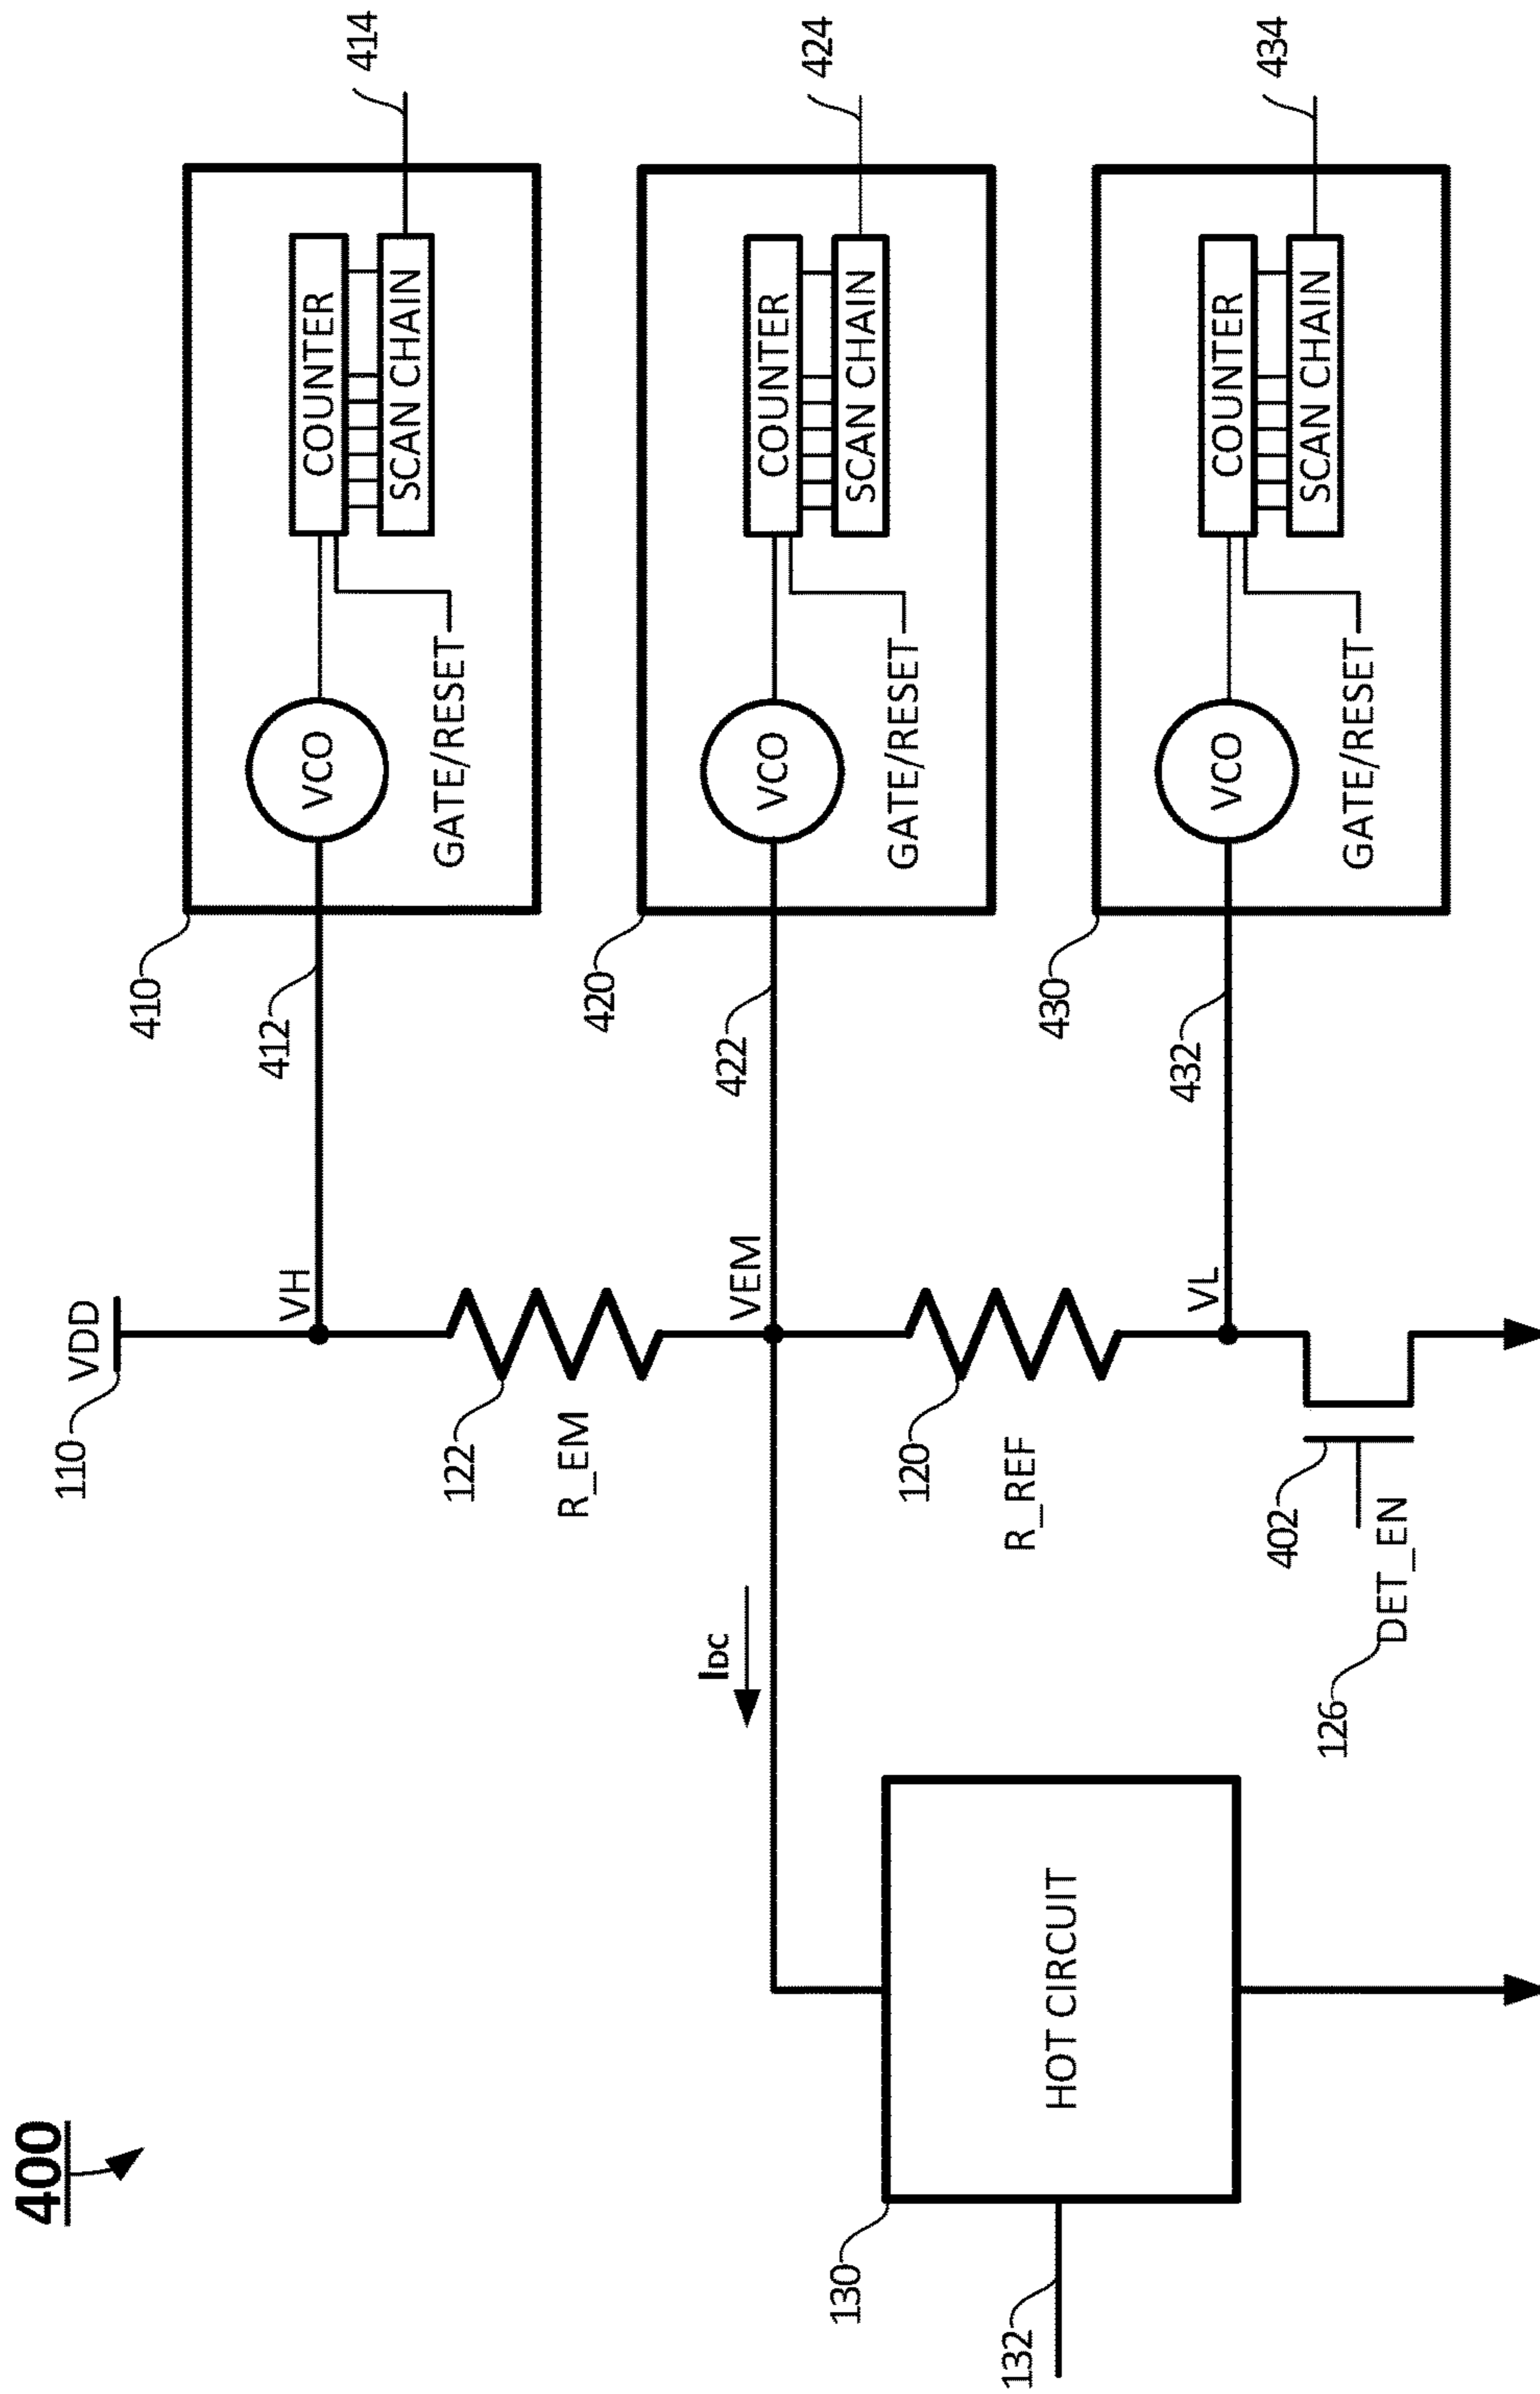 400
VDD
110
VH
412
410
VCO
COUNTER
SCAN CHAIN
GATE/RESET
414
122
R_EM
IDC
VEM
422
420
VCO
COUNTER
SCAN CHAIN
GATE/RESET
424
120
R_REF
VL
432
430
VCO
COUNTER
SCAN CHAIN
GATE/RESET
434
130
132
HOT CIRCUIT
402
DET_EN
126